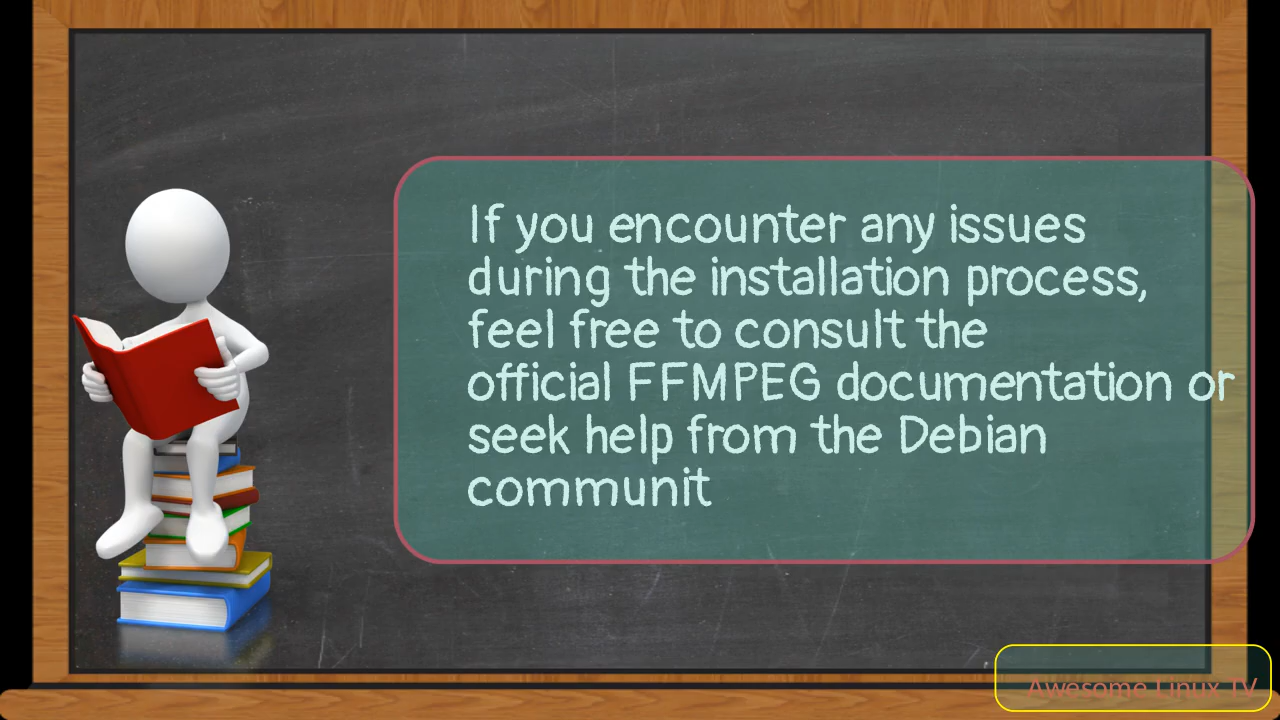 If you encounter any issues
during the installation process,
feel free to consult the
official FFMPEG documentation or
seek help from the Debian
communit
Awesome Linux TV